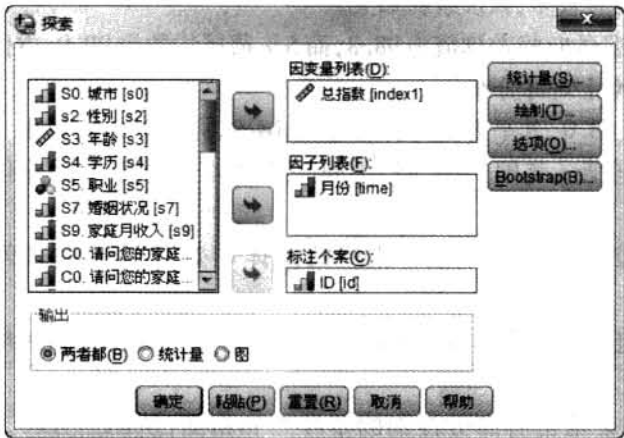 探索
S0. 城市 [s0]
s2. 性别 [s2]
S3. 年龄 [s3]
S4. 学历 [s4]
S5. 职业 [s5]
S7. 婚姻状况 [s7]
S9. 家庭月收入 [s9]
C0. 请问您的家庭...
C0. 请问您的家庭...
因变量列表(D):
总指数 [index1]
因子列表(F):
月份 [time]
标注个案(C):
ID [id]
统计量(S)...
绘制(T)...
选项(O)...
Bootstrap(B)...
输出
两者都(B) 统计量 图
确定 粘贴(P) 重置(R) 取消 帮助